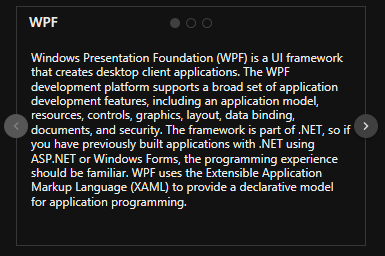 WPF
Windows Presentation Foundation (WPF) is a UI framework
that creates desktop client applications. The WPF
development platform supports a broad set of application
development features, including an application model,
resources, controls, graphics, layout, data binding,
documents, and security. The framework is part of .NET, so if
you have previously built applications with .NET using
ASP.NET or Windows Forms, the programming experience
should be familiar. WPF uses the Extensible Application
Markup Language (XAML) to provide a declarative model
for application programming.